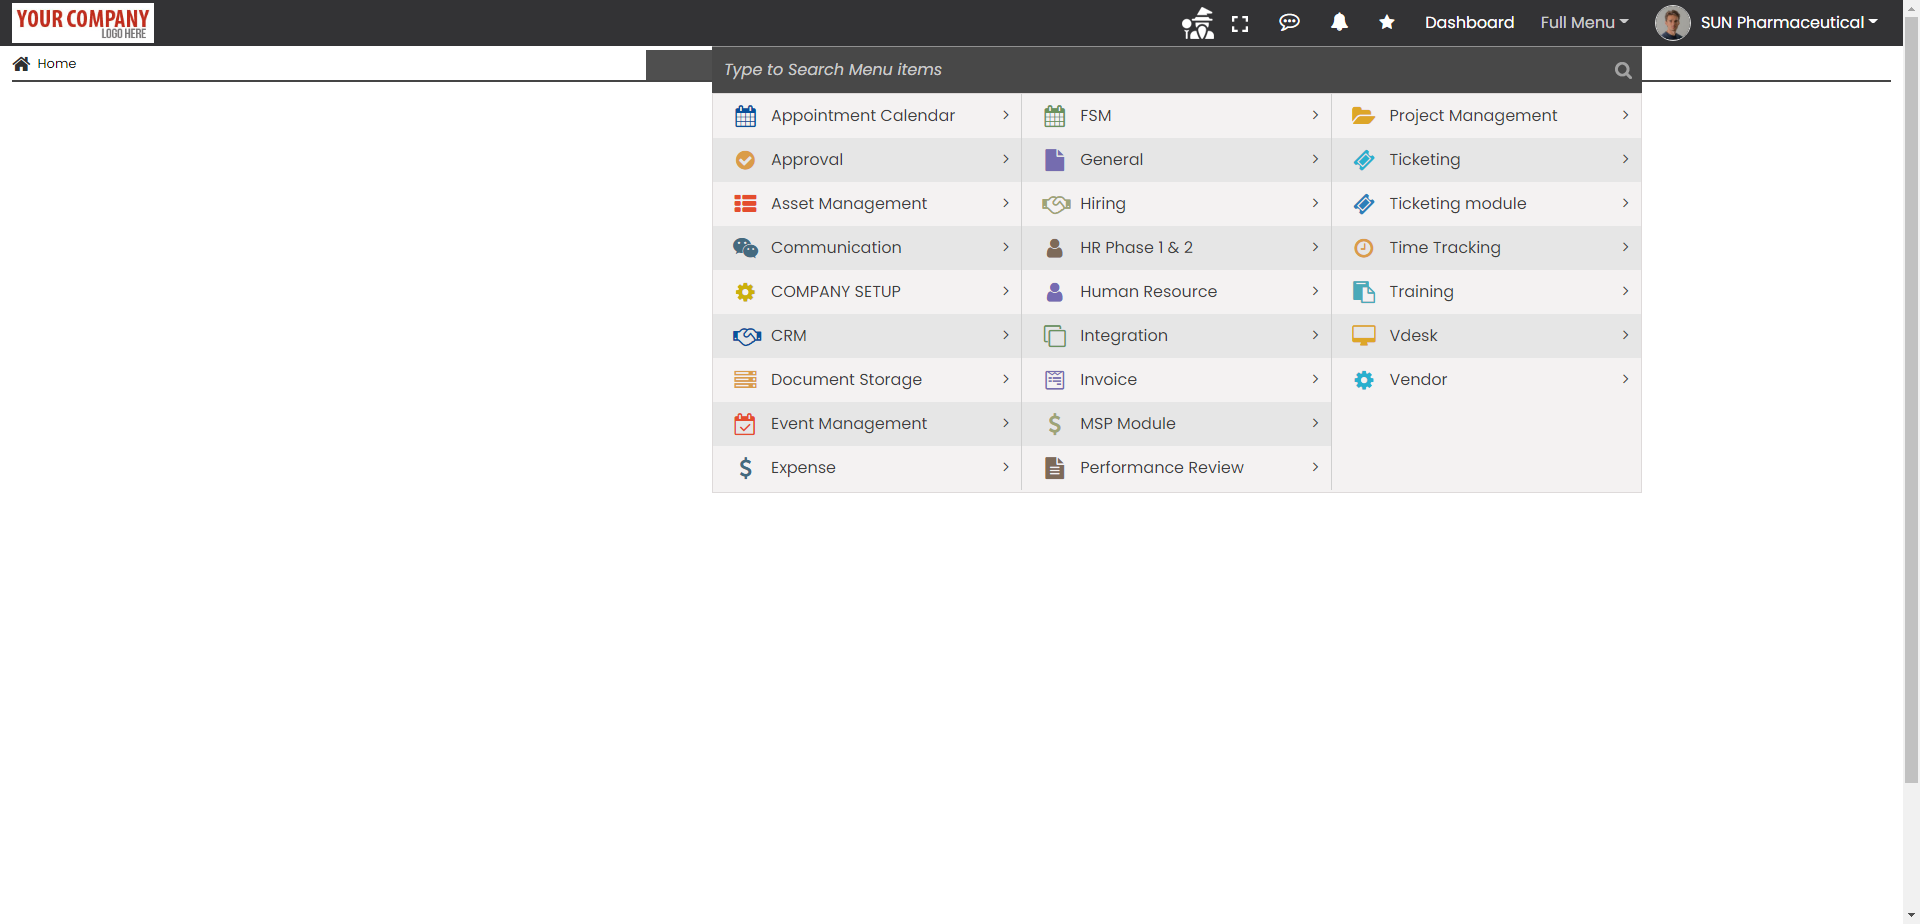 YOUR COMPANY
LOGO HERE
Dashboard
Full Menu
SUN Pharmaceutical
Home
Type to Search Menu items
Appointment Calendar
Approval
Asset Management
Communication
COMPANY SETUP
CRM
Document Storage
Event Management
Expense
FSM
General
Hiring
HR Phase 1 & 2
Human Resource
Integration
Invoice
MSP Module
Performance Review
Project Management
Ticketing
Ticketing module
Time Tracking
Training
Vdesk
Vendor